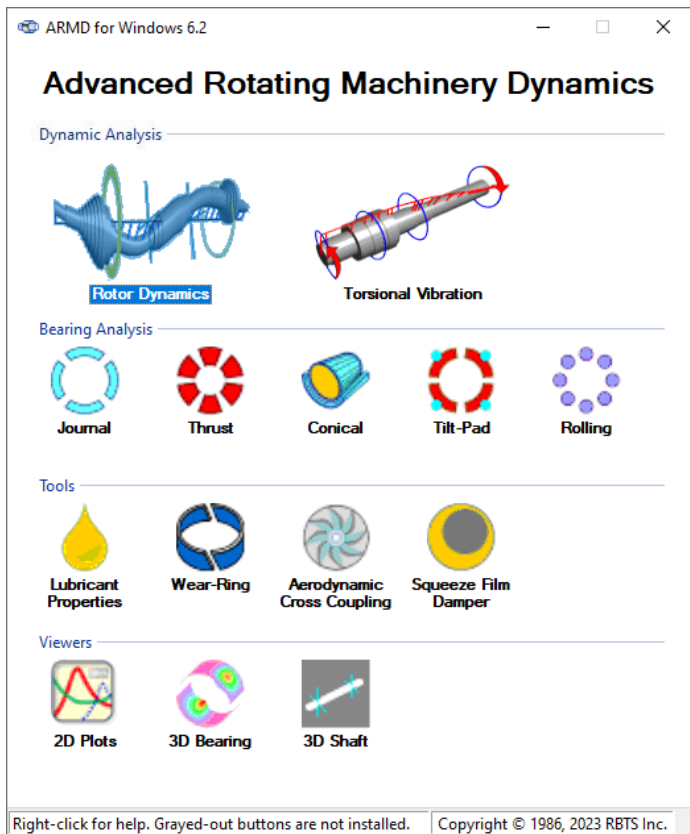 ARMD for Windows 6.2
Advanced Rotating Machinery Dynamics
Dynamic Analysis
Rotor Dynamics
Torsional Vibration
Bearing Analysis
Journal
Thrust
Conical
Tilt-Pad
Rolling
Tools
Lubricant
Properties
Wear-Ring
Aerodynamic
Cross Coupling
Squeeze Film
Damper
Viewers
2D Plots
3D Bearing
3D Shaft
Right-click for help. Grayed-out buttons are not installed.
Copyright © 1986, 2023 RBTS Inc.